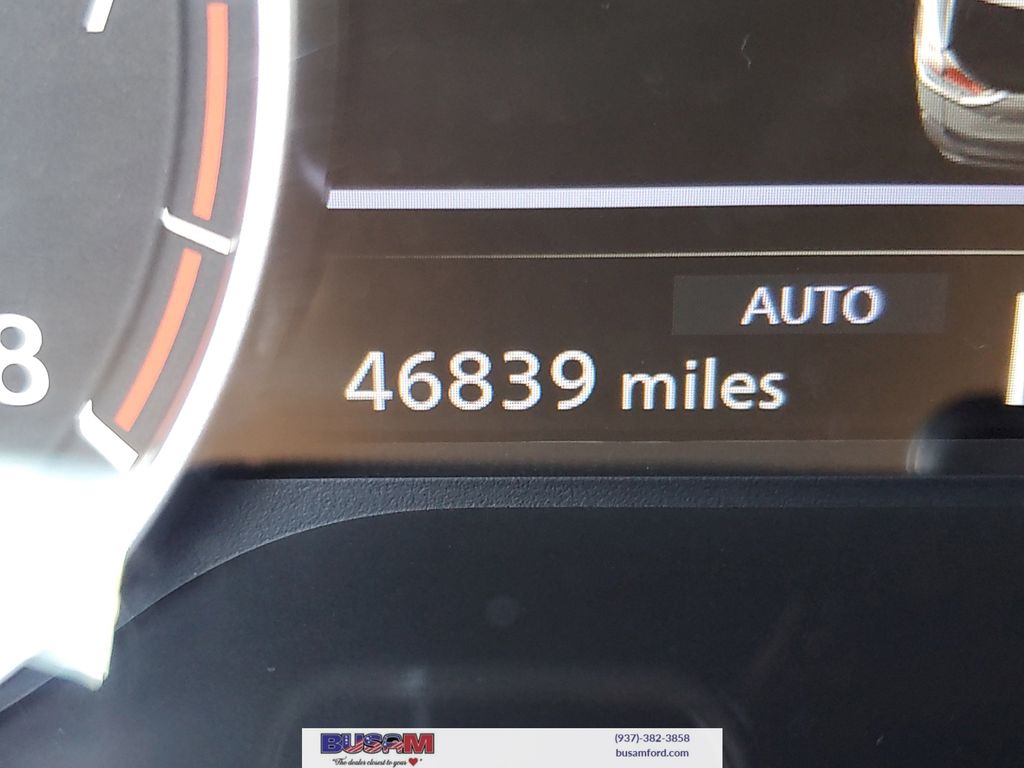 8
AUTO
46839 miles
BUSAM
"The dealer closest to your ❤"
(937)-382-3858
busamford.com